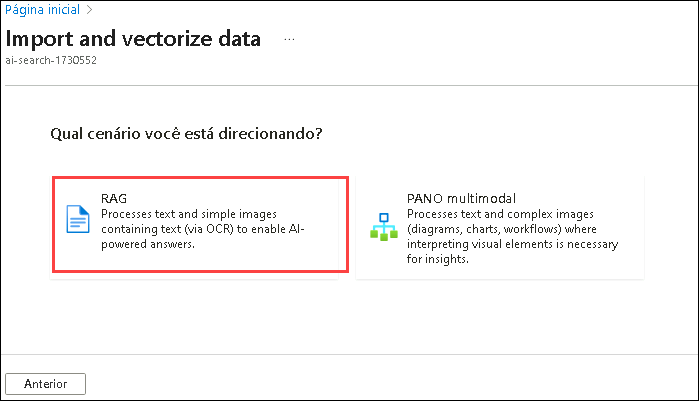 Página inicial >
Import and vectorize data ...
ai-search-1730552
Qual cenário você está direcionando?
RAG
Processes text and simple images
containing text (via OCR) to enable AI-
powered answers.
PANO multimodal
Processes text and complex images
(diagrams, charts, workflows) where
interpreting visual elements is necessary
for insights.
Anterior